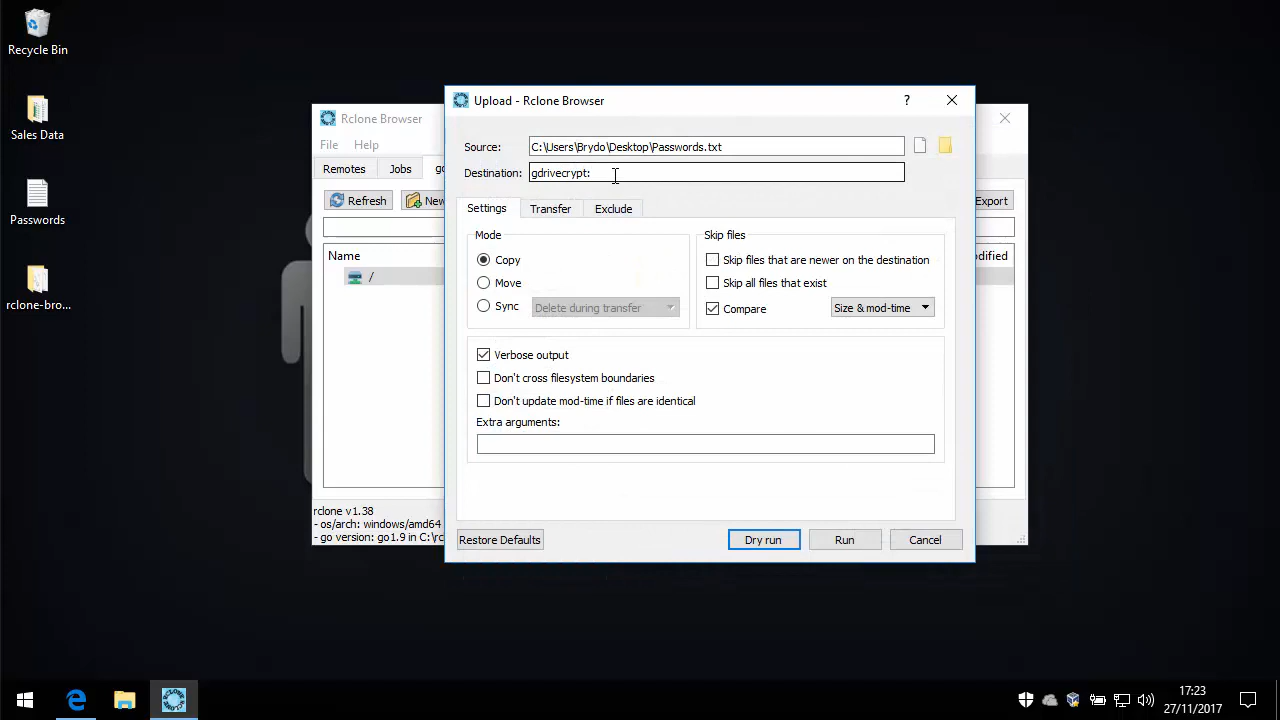 Recycle Bin
Sales Data
Passwords
rclone-bro...
Rclone Browser
File Help
Remotes Jobs
Refresh New
Export
Name
/
rclone v1.38
- os/arch: windows/amd64
- go version: go1.9 in C:\rc
Upload - Rclone Browser
?
Source: C:\Users\Brydo\Desktop\Passwords.txt
Destination: gdrivecrypt:
Settings Transfer Exclude
Mode
Copy
Move
Sync Delete during transfer
Skip files
Skip files that are newer on the destination
Skip all files that exist
Compare Size & mod-time
Verbose output
Don't cross filesystem boundaries
Don't update mod-time if files are identical
Extra arguments:
Restore Defaults Dry run Run Cancel
17:23
27/11/2017